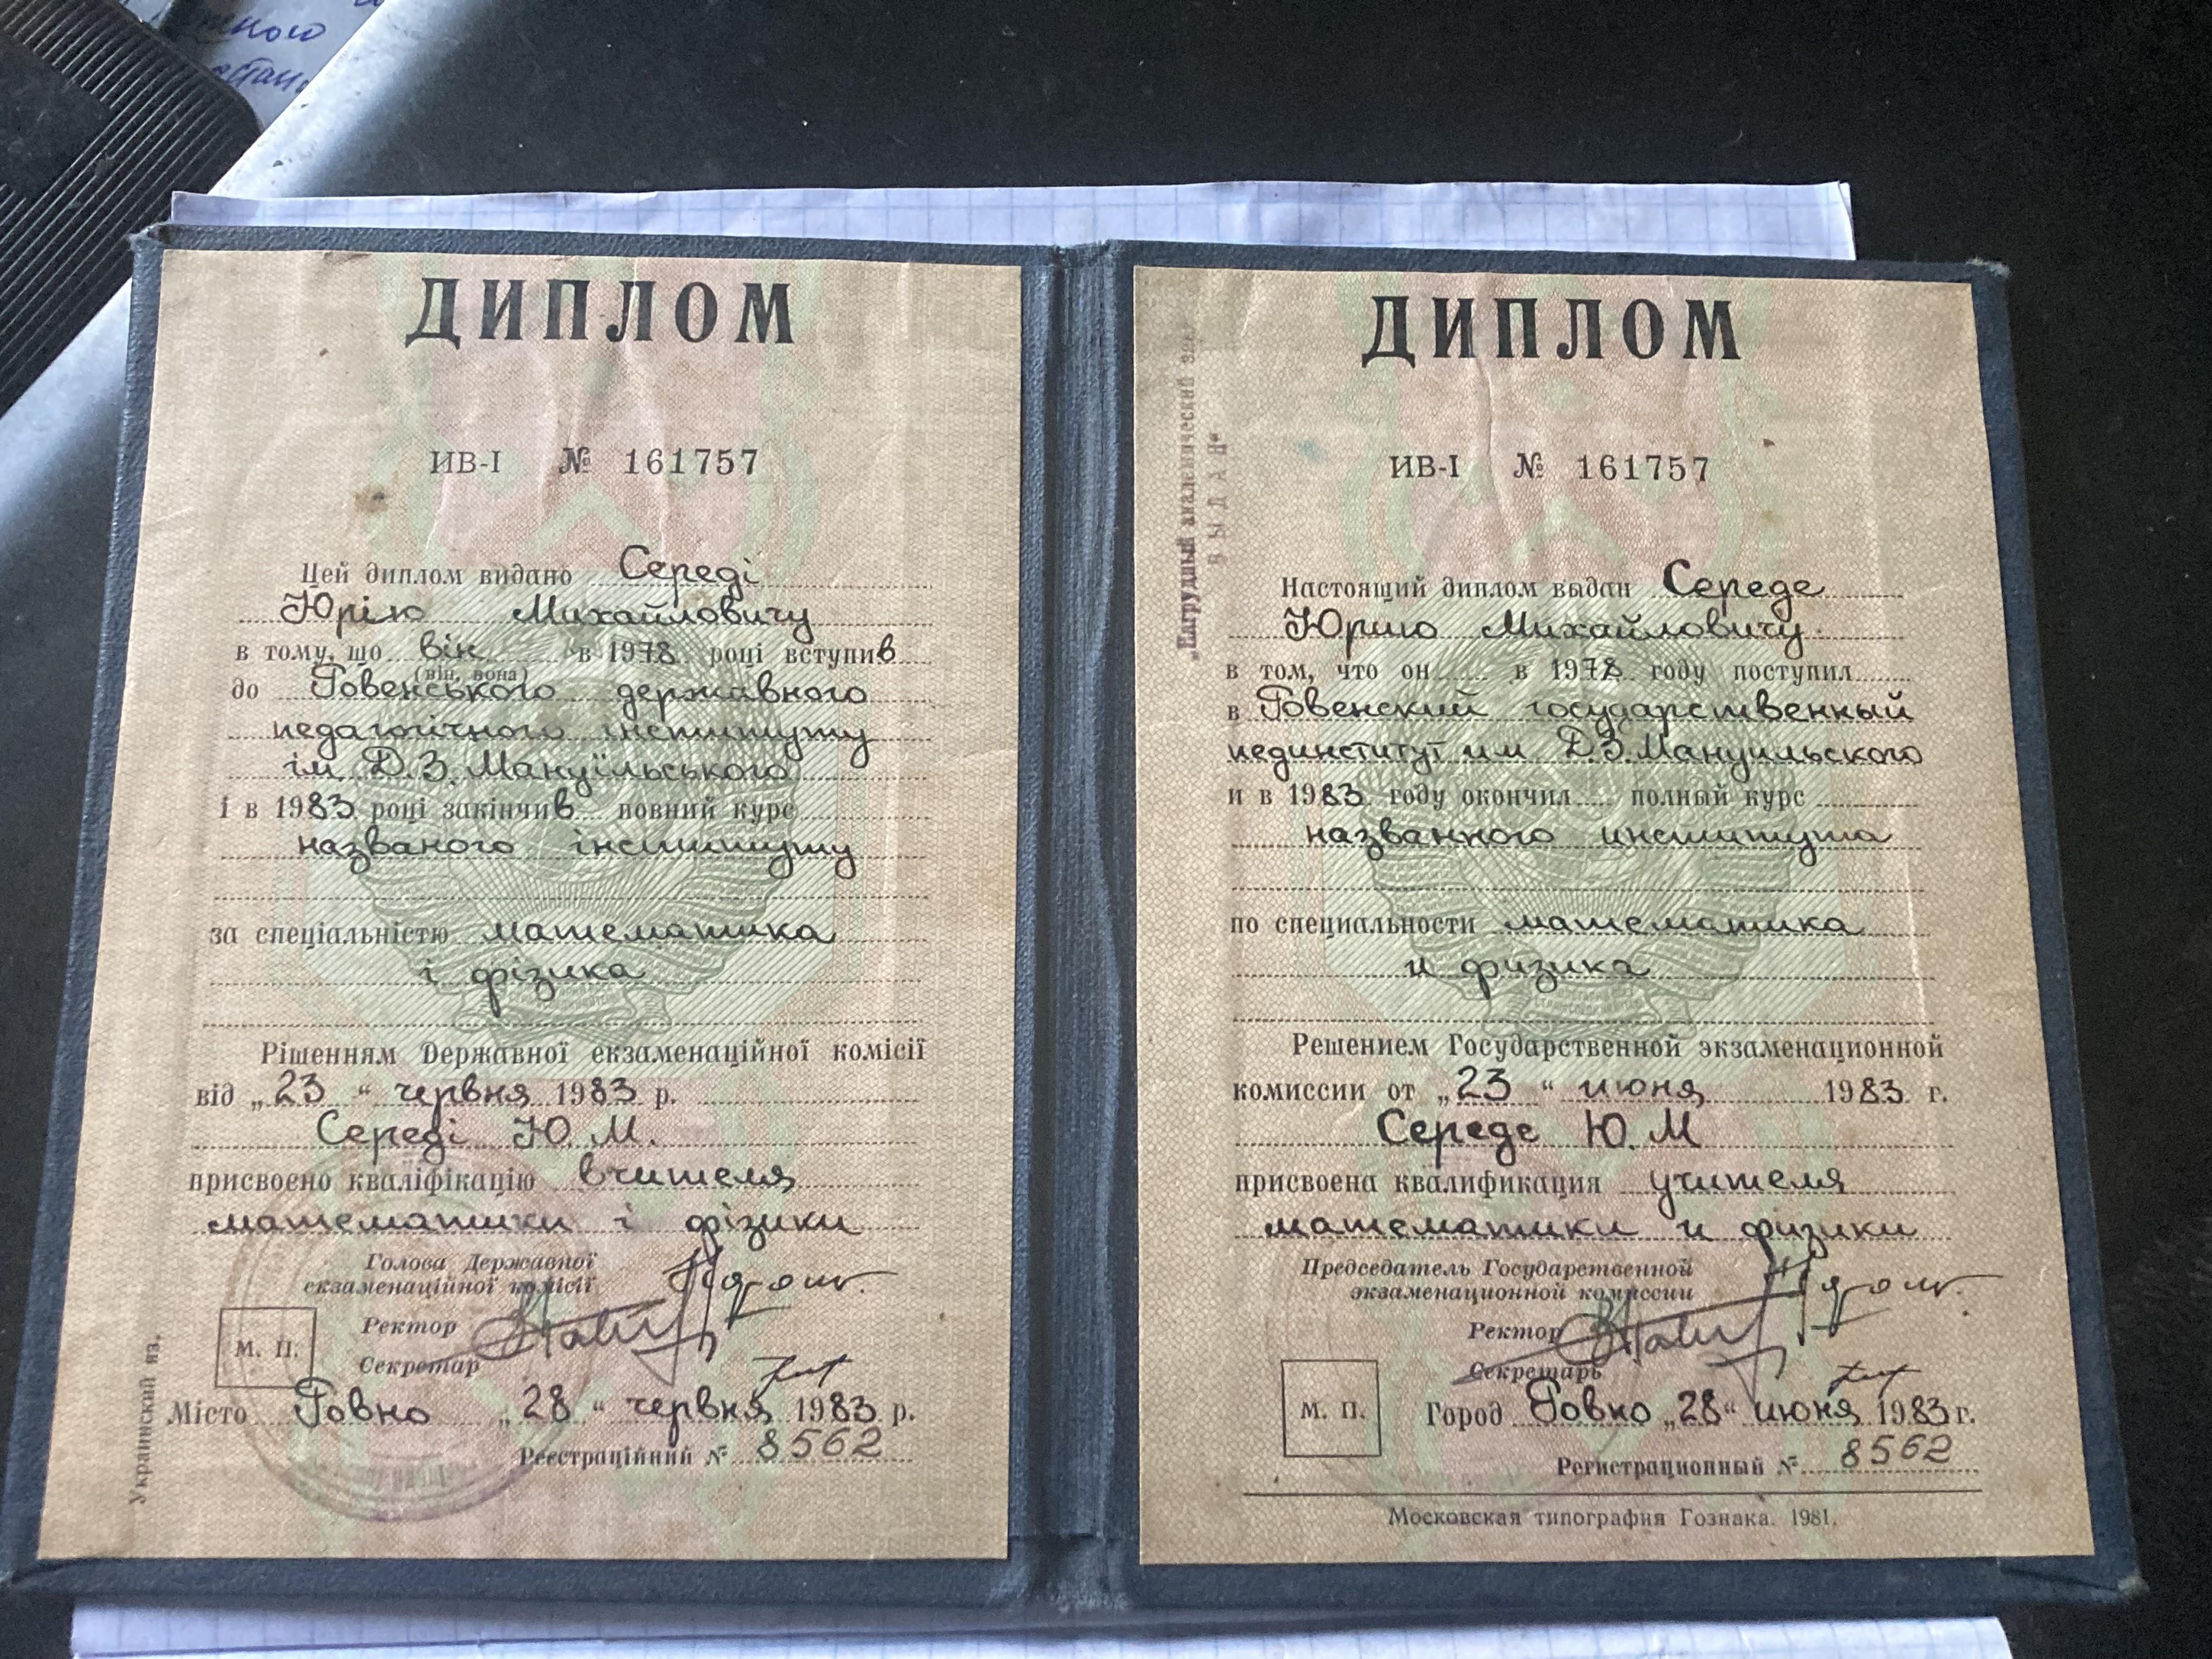 ного
ДИПЛОМ
ИВ-I № 161757
Цей диплом видано Середі
Юрію Михайловичу
в тому, що він в 1978 році вступив
(він, вона)
до Ровенського державного
педагогічного інституту
ім. Д.З. Мануїльського
і в 1983 році закінчив повний курс
названого інституту
за спеціальністю математика
і фізика
Рішенням Державної екзаменаційної комісії
від „23“ червня 1983 р.
Середі Ю. М.
присвоєно кваліфікацію вчителя
математики і фізики
Голова Державної
екзаменаційної комісії
Ректор
М. П.
Секретар
Місто Ровно „28“ червня 1983 р.
Реєстраційний № 8562
Украинский яз.
ДИПЛОМ
„Нагрудный академический
ВЫДАН“
ИВ-I № 161757
Настоящий диплом выдан Середе
Юрию Михайловичу
в том, что он в 1978 году поступил
в Ровенский государственный
пединститут им Д.З.Мануильского
и в 1983 году окончил полный курс
названного института
по специальности математика
и физика
Решением Государственной экзаменационной
комиссии от „23“ июня 1983 г.
Середе Ю. М
присвоена квалификация учителя
математики и физики
Председатель Государственной
экзаменационной комиссии
Ректор
Секретарь
М. П.
Город Ровно „28“ июня 1983 г.
Регистрационный № 8562
Московская типография Гознака. 1981.